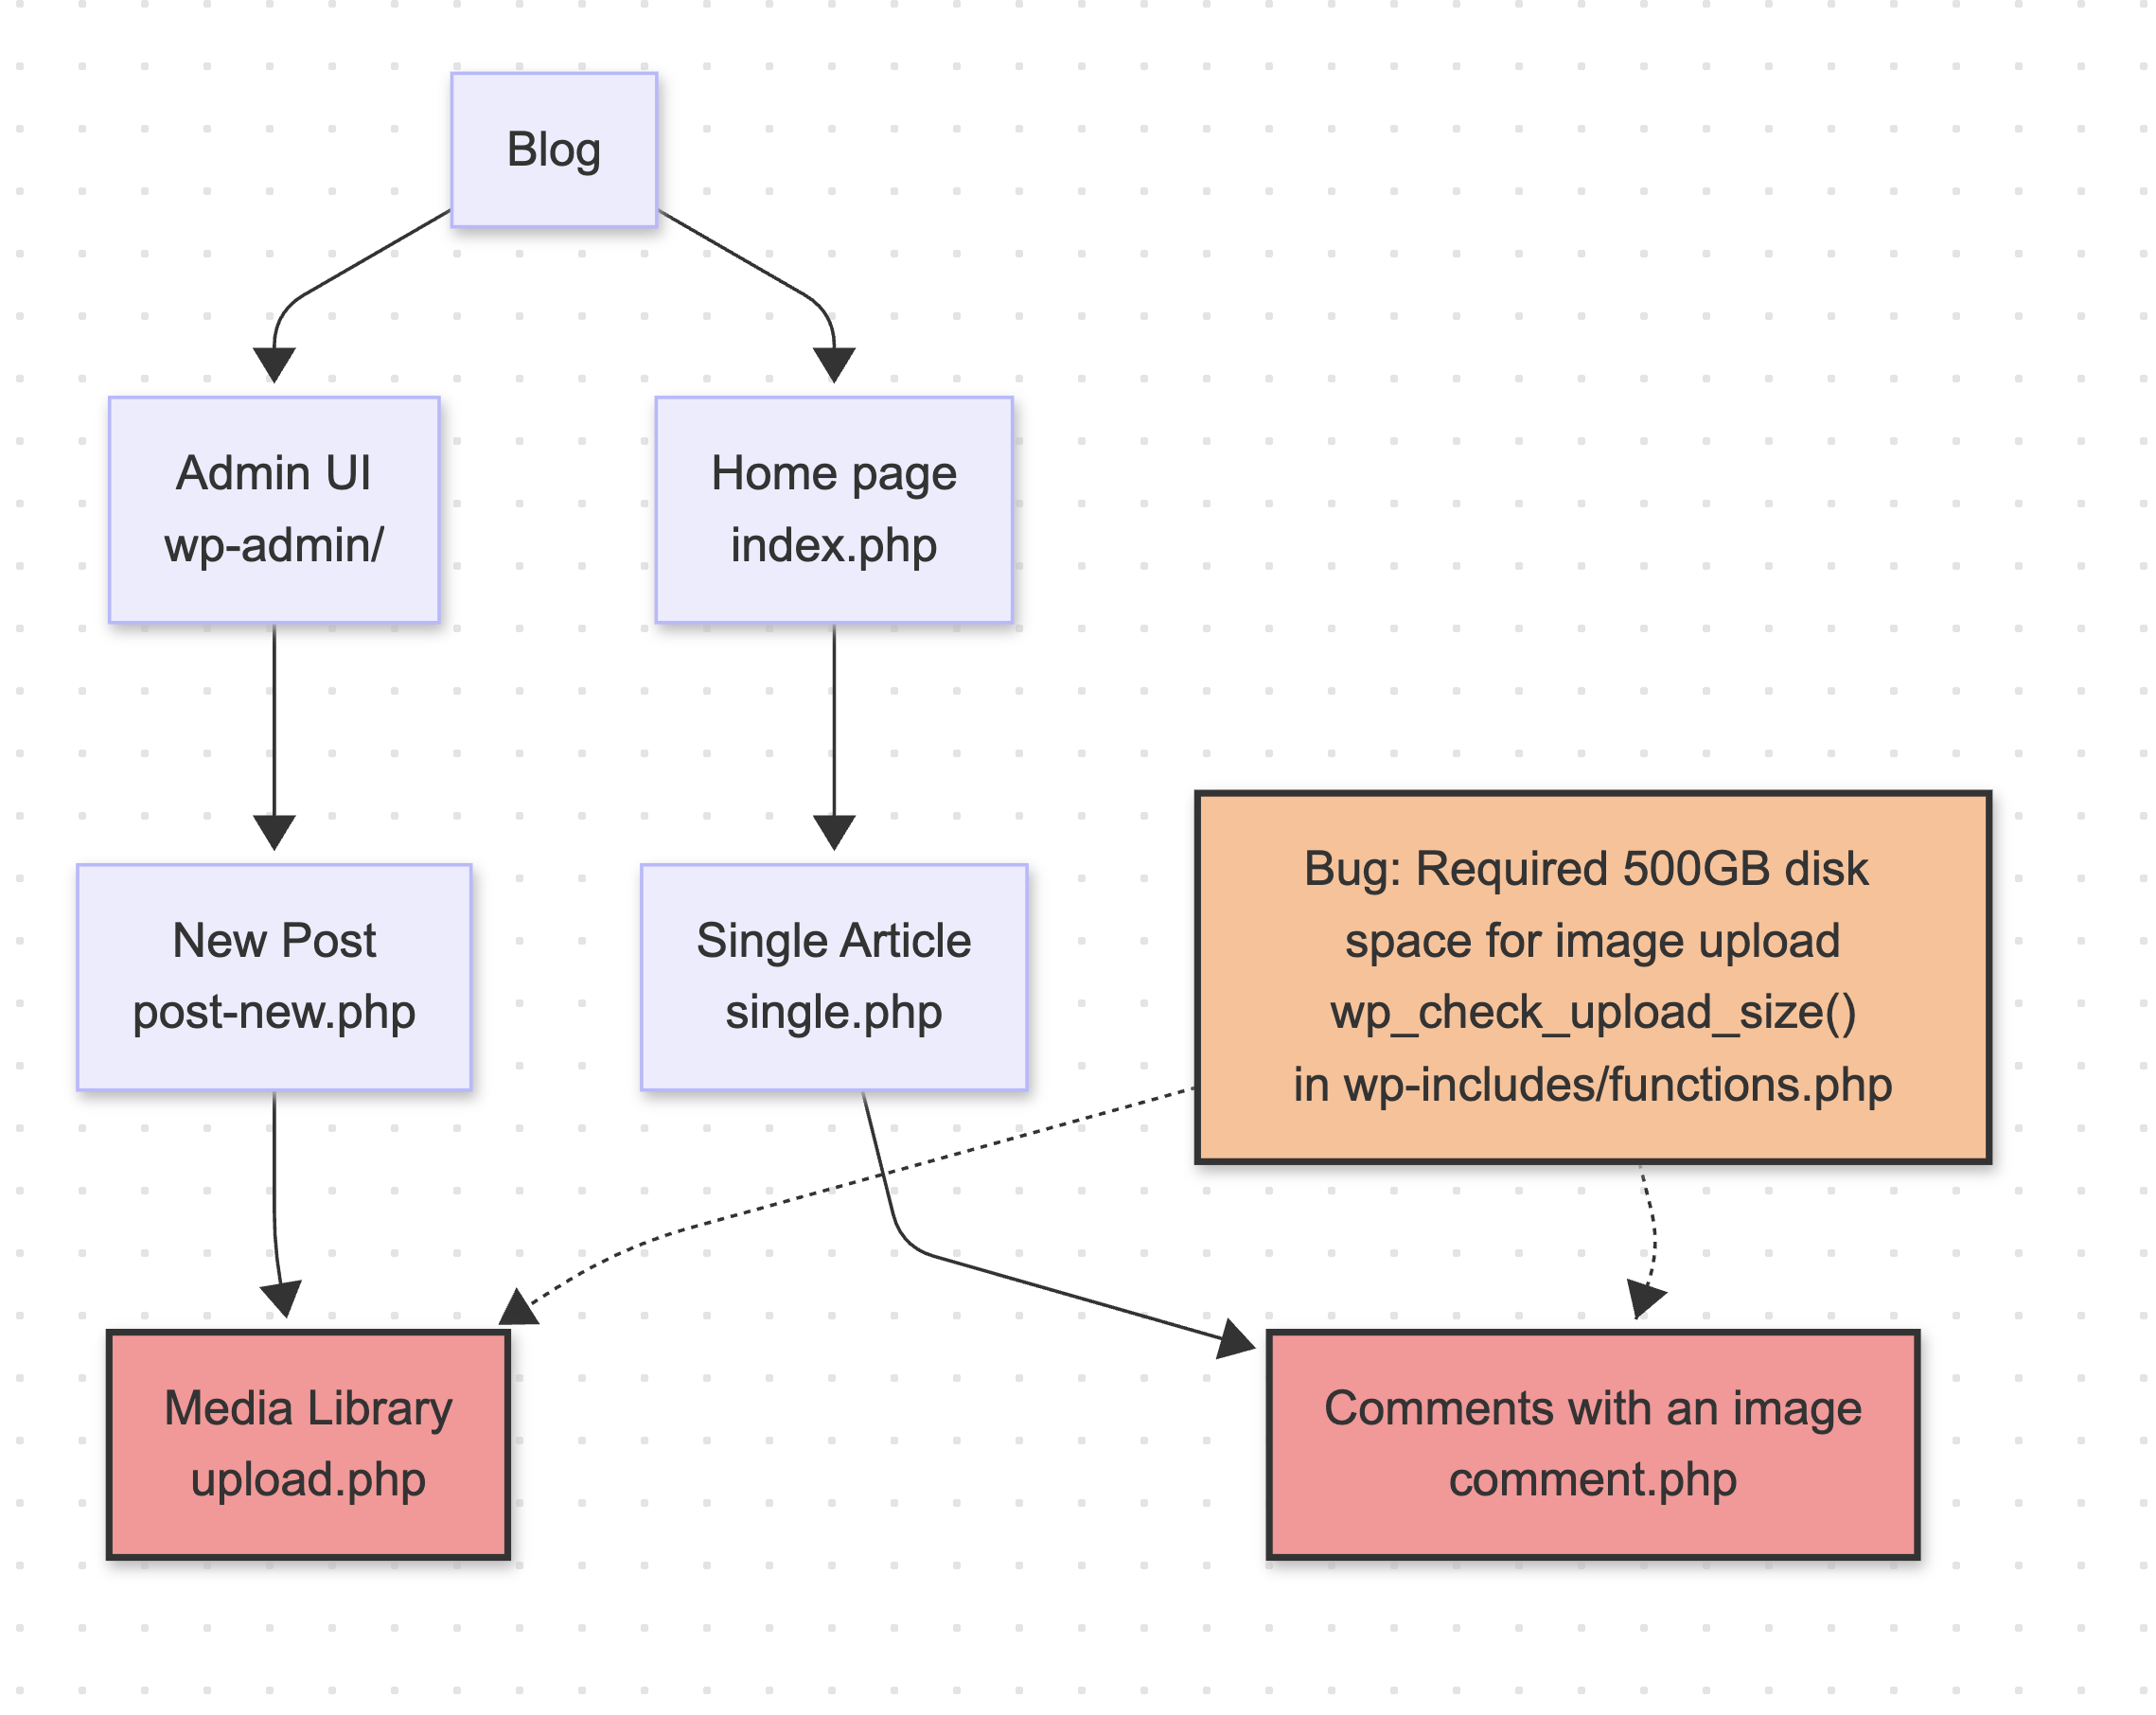 Blog
Admin UI
wp-admin/
Home page
index.php
New Post
post-new.php
Single Article
single.php
Bug: Required 500GB disk
space for image upload
wp_check_upload_size()
in wp-includes/functions.php
Media Library
upload.php
Comments with an image
comment.php